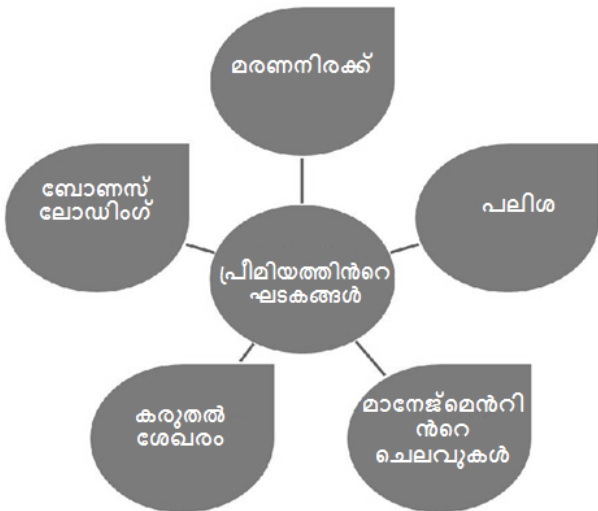 മരണനിരക്ക്
ബോണസ്
ലോഡിംഗ്
പലിശ
പ്രീമിയത്തിൻറെ
ഘടകങ്ങൾ
കരുതൽ
ശേഖരം
മാനേജ്മെൻറി
ൻറെ
ചെലവുകൾ